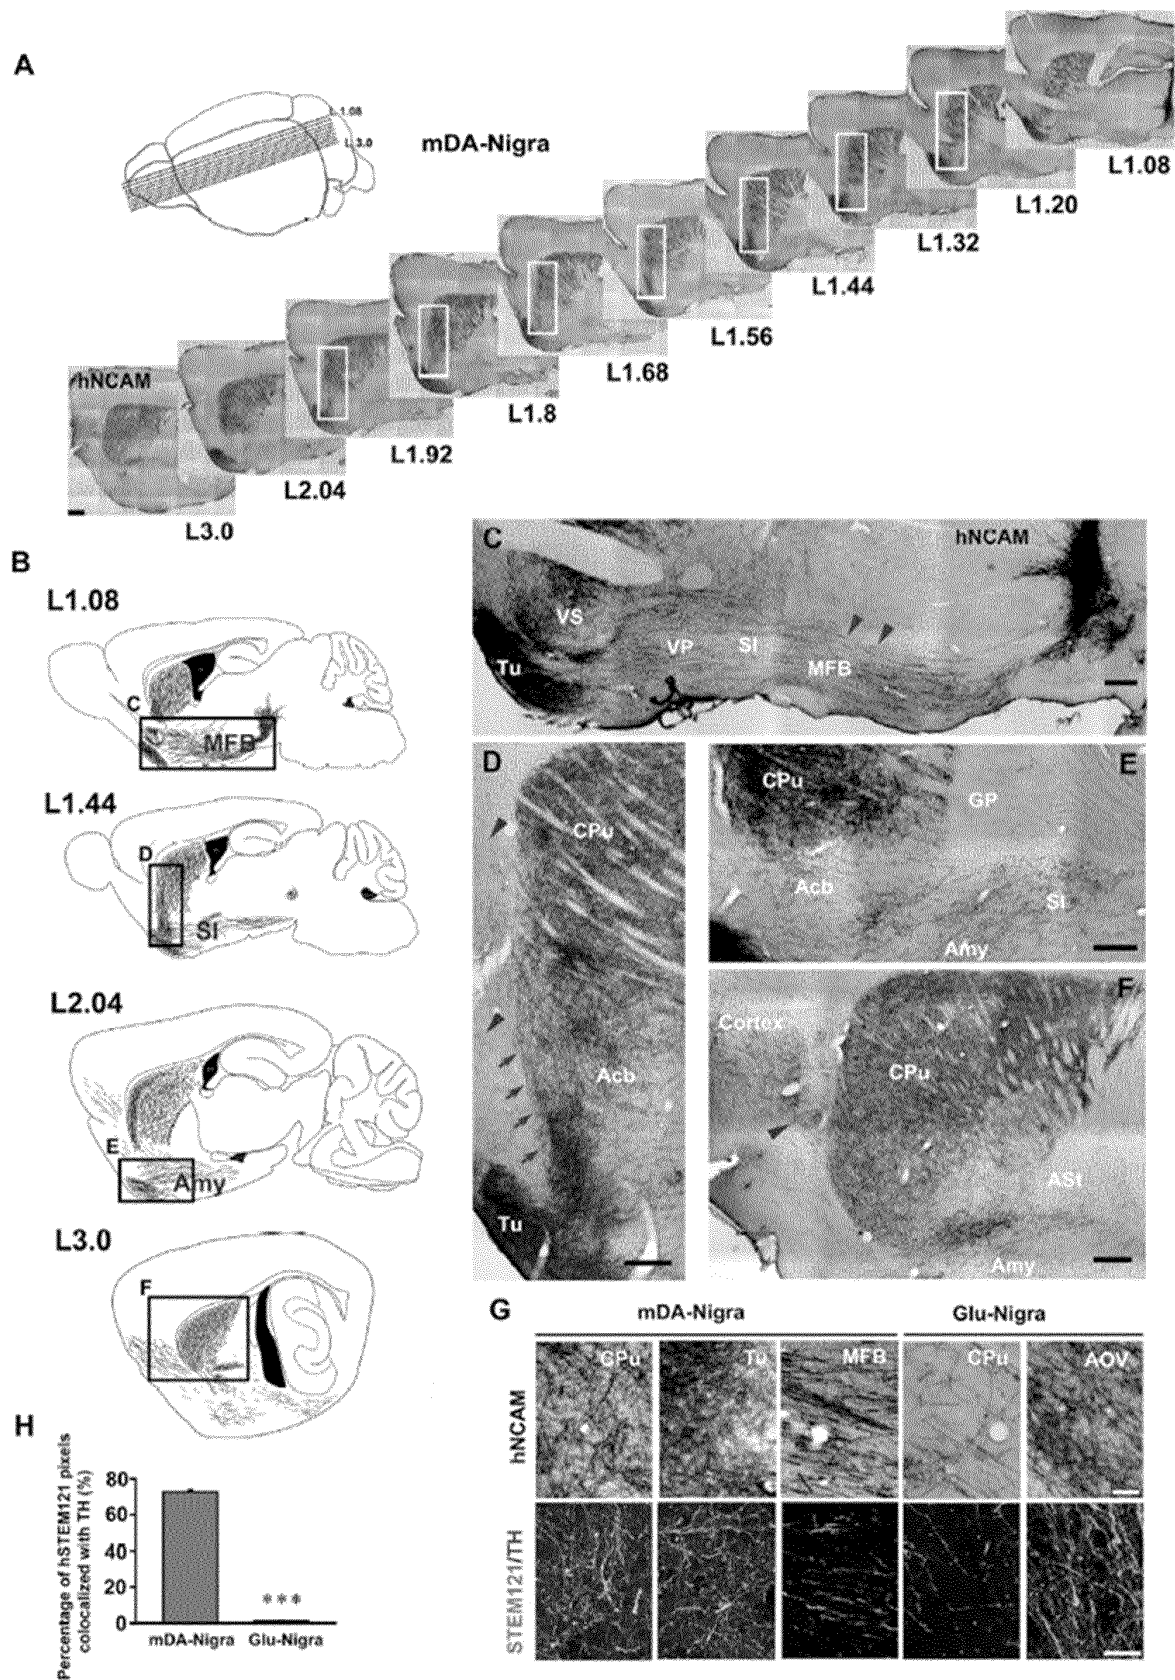 A
L 1.08
L 3.0
mDA-Nigra
L1.08
L1.20
L1.32
L1.44
L1.56
L1.68
L1.8
L1.92
L2.04
L3.0
hNCAM
B
L1.08
C
MFB
L1.44
D
SI
L2.04
E
Amy
L3.0
F
C
hNCAM
VS
Tu
VP
SI
MFB
D
CPu
Acb
Tu
E
CPu
GP
Acb
SI
Amy
F
Cortex
CPu
ASt
Amy
G
mDA-Nigra
Glu-Nigra
CPu
Tu
MFB
CPu
AOV
hNCAM
STEM121/TH
H
Percentage of hSTEM121 pixels
colocalized with TH (%)
80
60
40
20
0
***
mDA-Nigra
Glu-Nigra